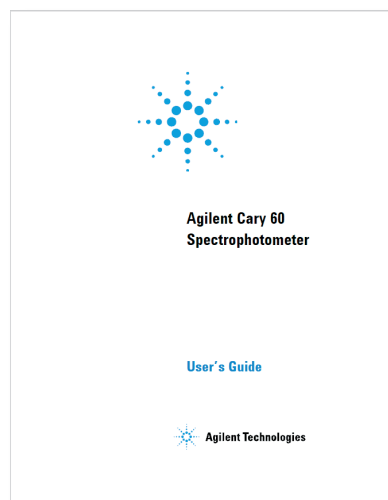 Agilent Cary 60
Spectrophotometer
User's Guide
Agilent Technologies